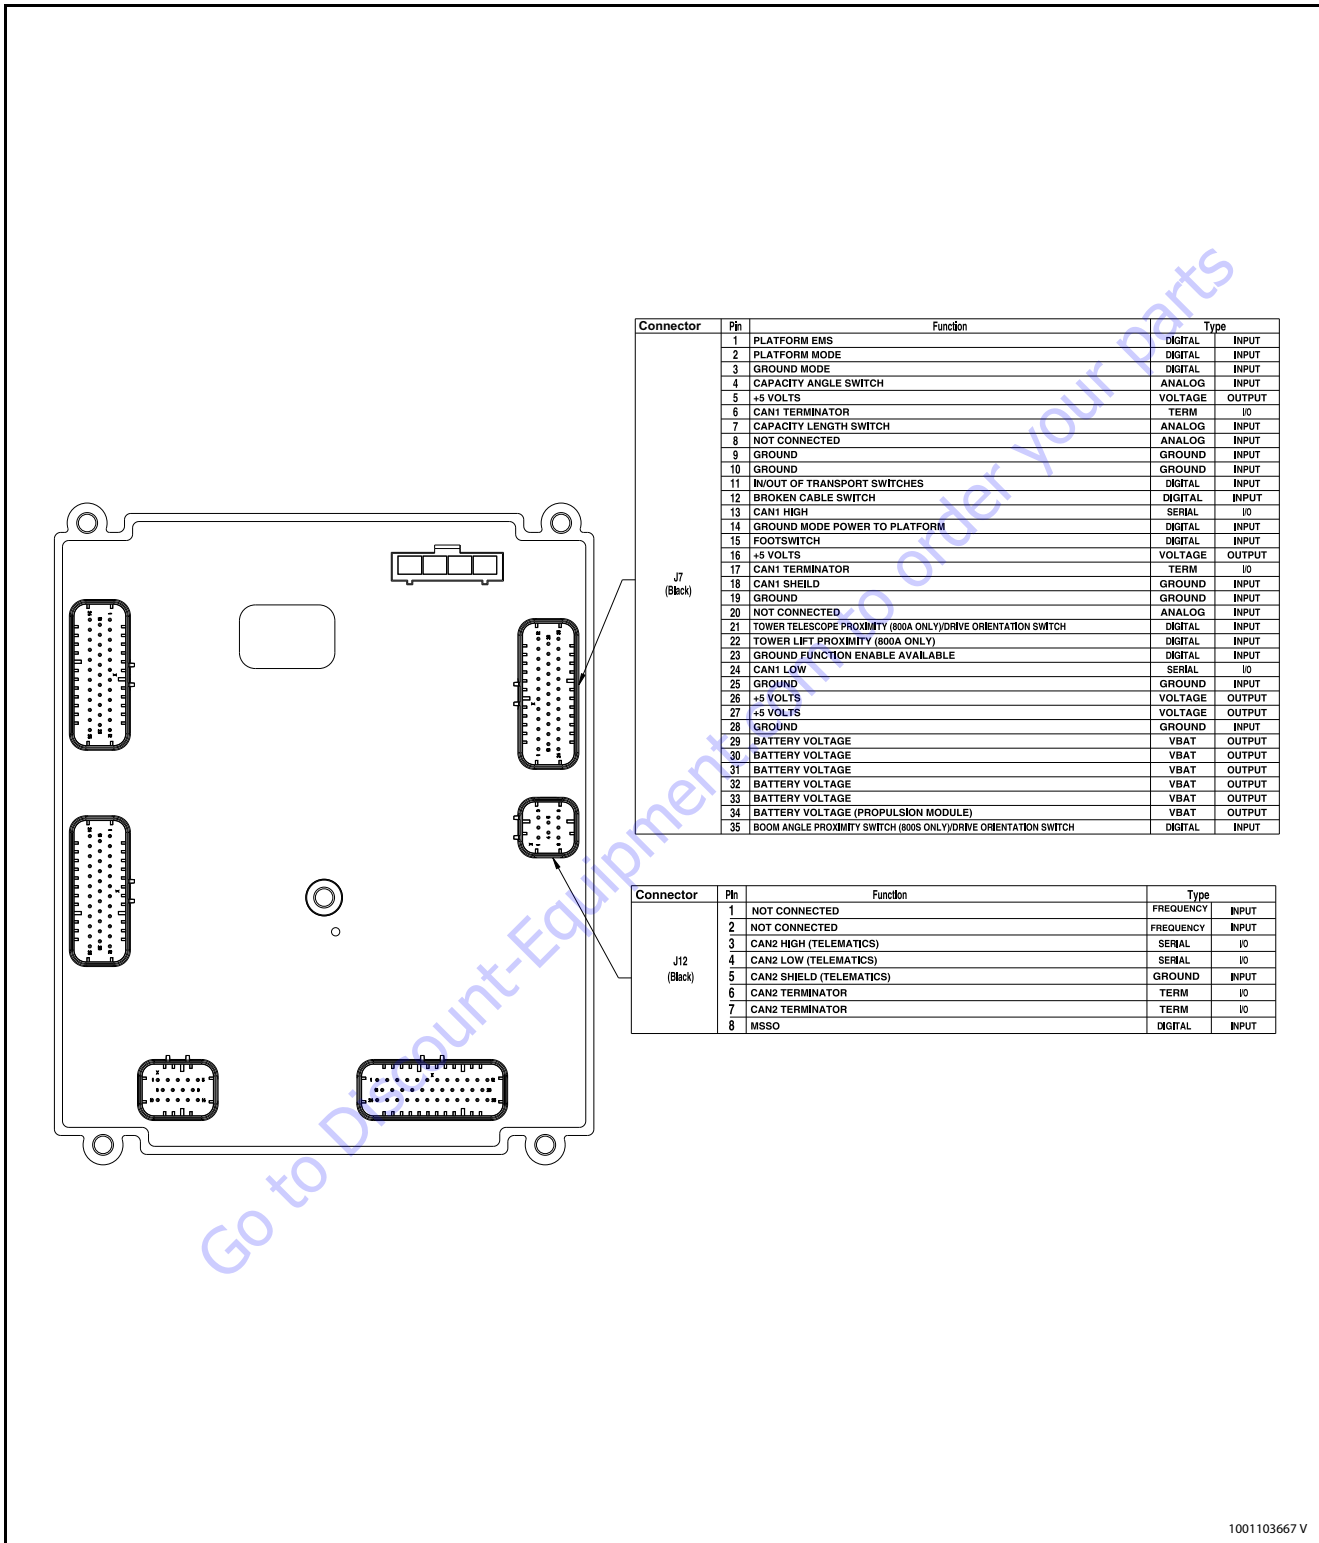 Connector Pin Function Type
1 PLATFORM EMS DIGITAL INPUT
2 PLATFORM MODE DIGITAL INPUT
3 GROUND MODE DIGITAL INPUT
4 CAPACITY ANGLE SWITCH ANALOG INPUT
5 +5 VOLTS VOLTAGE OUTPUT
6 CAN1 TERMINATOR TERM I/O
7 CAPACITY LENGTH SWITCH ANALOG INPUT
8 NOT CONNECTED ANALOG INPUT
9 GROUND GROUND INPUT
10 GROUND GROUND INPUT
11 IN/OUT OF TRANSPORT SWITCHES DIGITAL INPUT
12 BROKEN CABLE SWITCH DIGITAL INPUT
13 CAN1 HIGH SERIAL I/O
14 GROUND MODE POWER TO PLATFORM DIGITAL INPUT
15 FOOTSWITCH DIGITAL INPUT
16 +5 VOLTS VOLTAGE OUTPUT
17 CAN1 TERMINATOR TERM I/O
J7
(Black)
18 CAN1 SHEILD GROUND INPUT
19 GROUND GROUND INPUT
20 NOT CONNECTED ANALOG INPUT
21 TOWER TELESCOPE PROXIMITY (800A ONLY)/DRIVE ORIENTATION SWITCH DIGITAL INPUT
22 TOWER LIFT PROXIMITY (800A ONLY) DIGITAL INPUT
23 GROUND FUNCTION ENABLE AVAILABLE DIGITAL INPUT
24 CAN1 LOW SERIAL I/O
25 GROUND GROUND INPUT
26 +5 VOLTS VOLTAGE OUTPUT
27 +5 VOLTS VOLTAGE OUTPUT
28 GROUND GROUND INPUT
29 BATTERY VOLTAGE VBAT OUTPUT
30 BATTERY VOLTAGE VBAT OUTPUT
31 BATTERY VOLTAGE VBAT OUTPUT
32 BATTERY VOLTAGE VBAT OUTPUT
33 BATTERY VOLTAGE VBAT OUTPUT
34 BATTERY VOLTAGE (PROPULSION MODULE) VBAT OUTPUT
35 BOOM ANGLE PROXIMITY SWITCH (800S ONLY)/DRIVE ORIENTATION SWITCH DIGITAL INPUT
Connector Pin Function Type
1 NOT CONNECTED FREQUENCY INPUT
2 NOT CONNECTED FREQUENCY INPUT
3 CAN2 HIGH (TELEMATICS) SERIAL I/O
J12
(Black)
4 CAN2 LOW (TELEMATICS) SERIAL I/O
5 CAN2 SHIELD (TELEMATICS) GROUND INPUT
6 CAN2 TERMINATOR TERM I/O
7 CAN2 TERMINATOR TERM I/O
8 MSSO DIGITAL INPUT
Go to Discount-Equipment.com to order your parts
1001103667 V